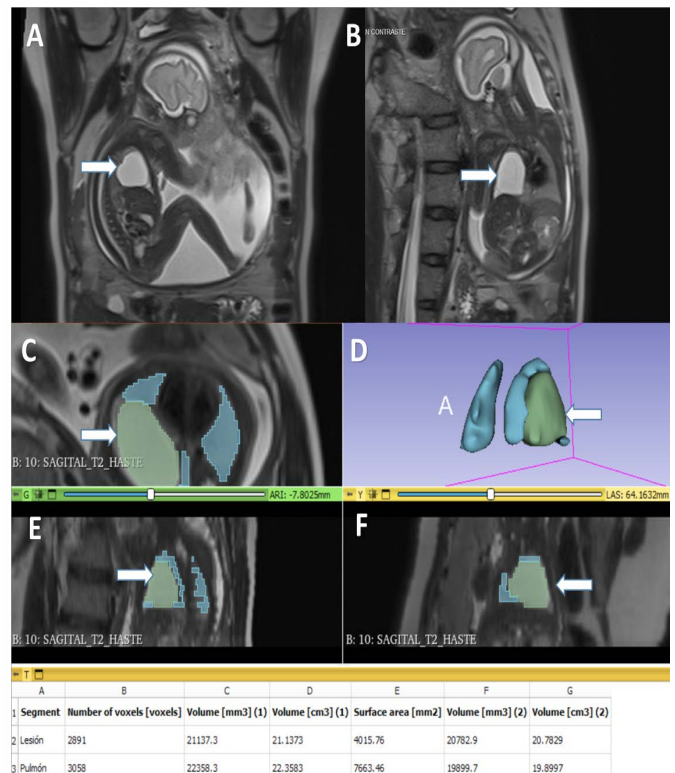 A
B
N CONTRASTE
C
B: 10: SAGITAL_T2_HASTE
G ARI: -7.8025mm
D
A
Y LAS: 64.1632mm
E
B: 10: SAGITAL_T2_HASTE
F
B: 10: SAGITAL_T2_HASTE
T
A B C D E F G
1 Segment Number of voxels [voxels] Volume [mm3] (1) Volume [cm3] (1) Surface area [mm2] Volume [mm3] (2) Volume [cm3] (2)
2 Lesión 2891 21137.3 21.1373 4015.76 20782.9 20.7829
3 Pulmón 3058 22358.3 22.3583 7663.46 19899.7 19.8997